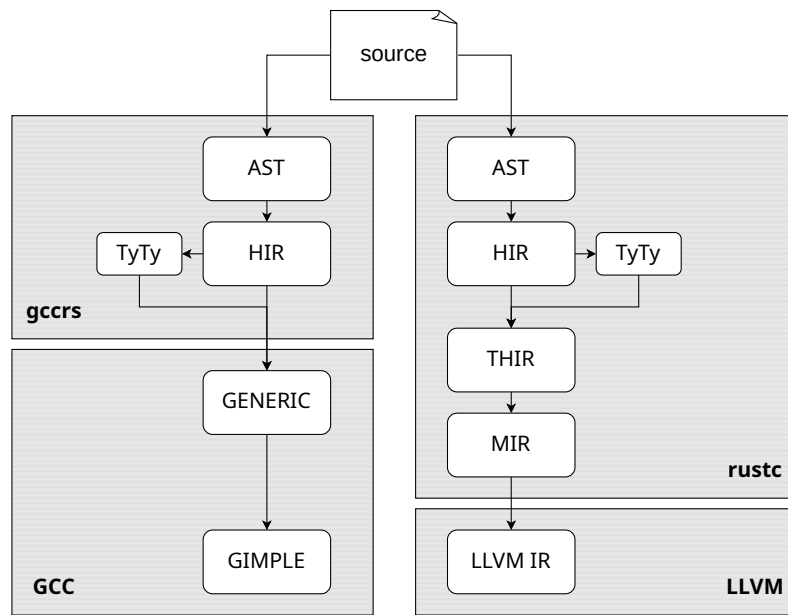 source
AST
AST
TyTy
HIR
HIR
TyTy
gccrs
THIR
GENERIC
MIR
rustc
GIMPLE
LLVM IR
GCC
LLVM